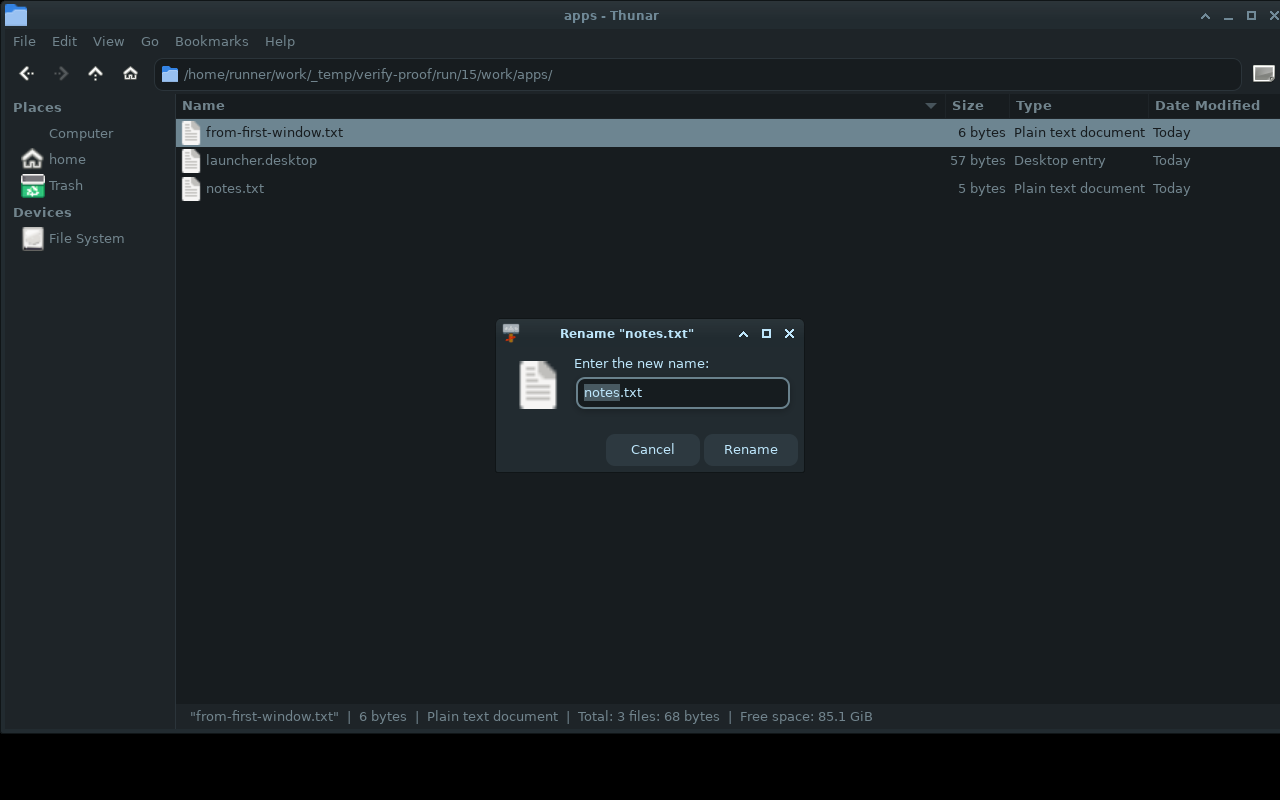 apps - Thunar
File Edit View Go Bookmarks Help
/home/runner/work/_temp/verify-proof/run/15/work/apps/
Places
Computer
home
Trash
Devices
File System
Name Size Type Date Modified
from-first-window.txt 6 bytes Plain text document Today
launcher.desktop 57 bytes Desktop entry Today
notes.txt 5 bytes Plain text document Today
Rename "notes.txt"
Enter the new name:
notes.txt
Cancel Rename
"from-first-window.txt" | 6 bytes | Plain text document | Total: 3 files: 68 bytes | Free space: 85.1 GiB